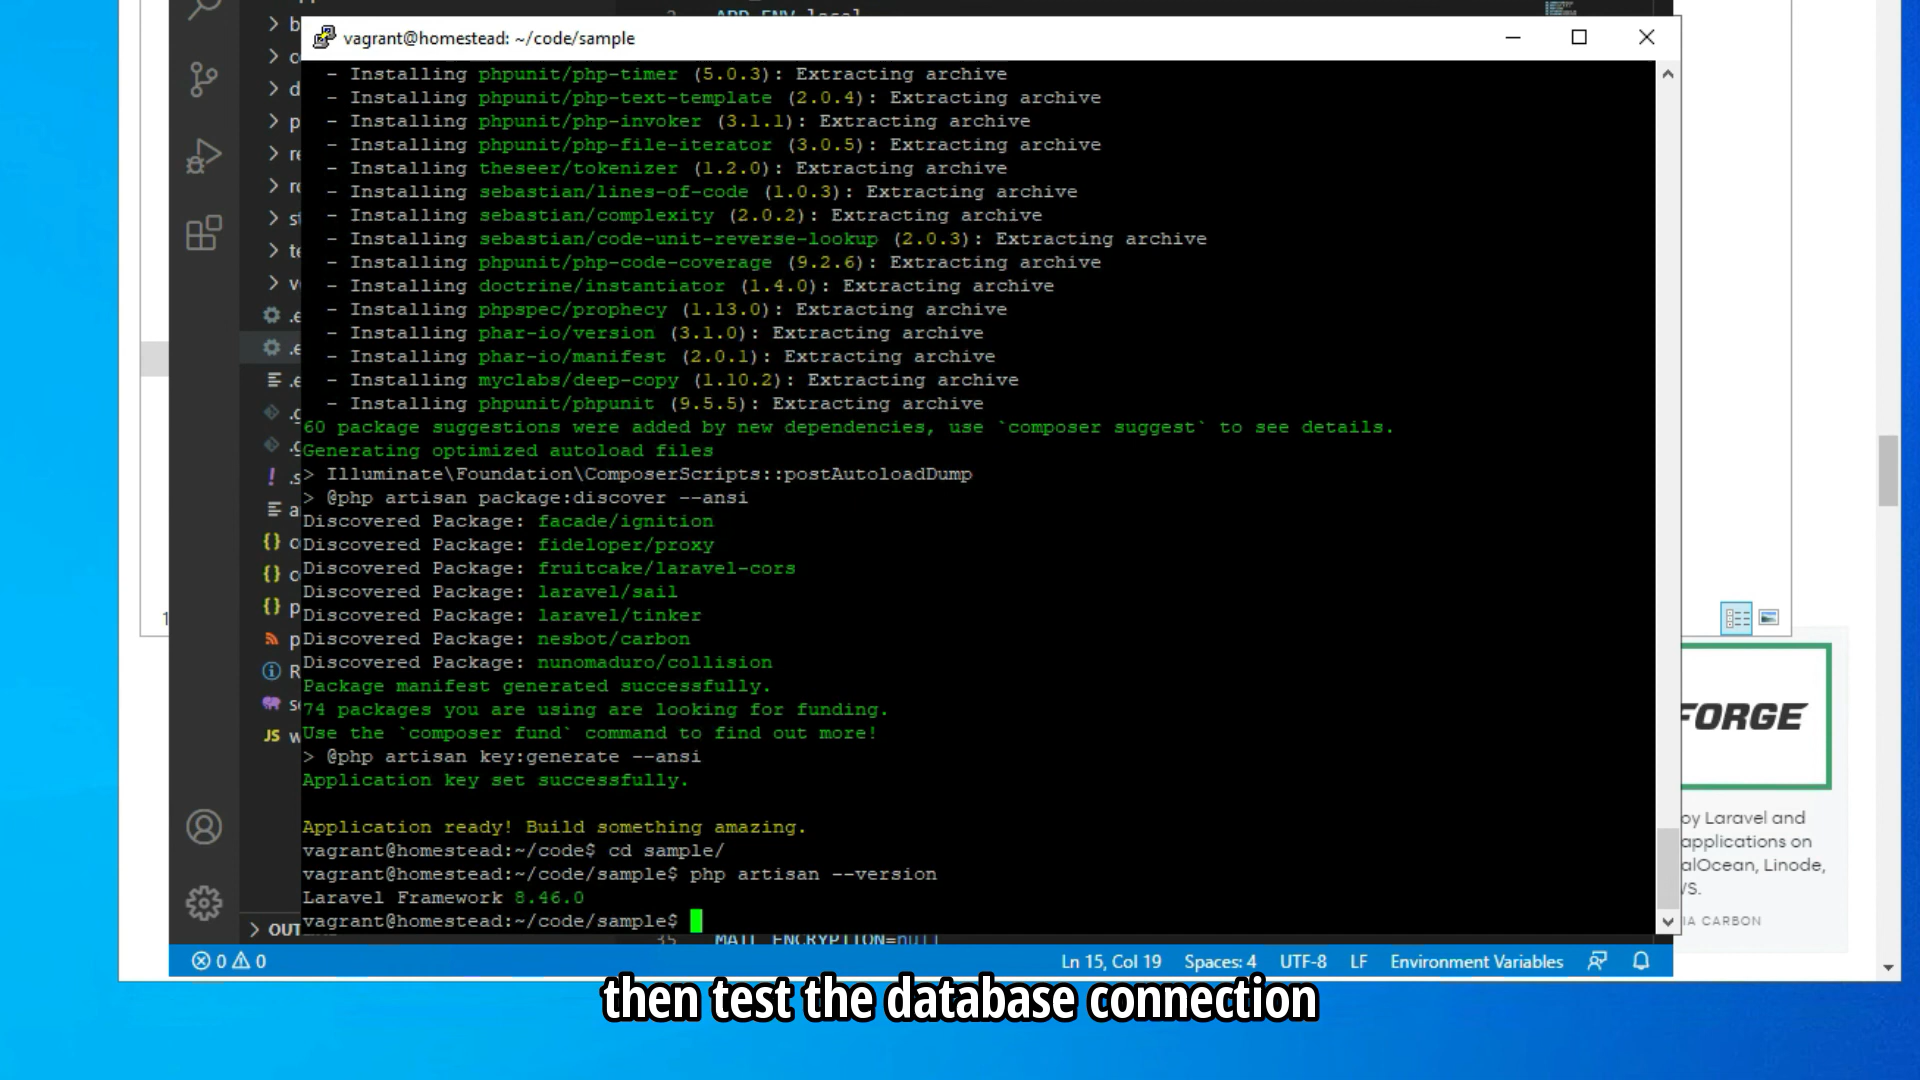 vagrant@homestead: ~/code/sample
- Installing phpunit/php-timer (5.0.3): Extracting archive
- Installing phpunit/php-text-template (2.0.4): Extracting archive
- Installing phpunit/php-invoker (3.1.1): Extracting archive
- Installing phpunit/php-file-iterator (3.0.5): Extracting archive
- Installing theseer/tokenizer (1.2.0): Extracting archive
- Installing sebastian/lines-of-code (1.0.3): Extracting archive
- Installing sebastian/complexity (2.0.2): Extracting archive
- Installing sebastian/code-unit-reverse-lookup (2.0.3): Extracting archive
- Installing phpunit/php-code-coverage (9.2.6): Extracting archive
- Installing doctrine/instantiator (1.4.0): Extracting archive
- Installing phpspec/prophecy (1.13.0): Extracting archive
- Installing phar-io/version (3.1.0): Extracting archive
- Installing phar-io/manifest (2.0.1): Extracting archive
- Installing myclabs/deep-copy (1.10.2): Extracting archive
- Installing phpunit/phpunit (9.5.5): Extracting archive
60 package suggestions were added by new dependencies, use `composer suggest` to see details.
Generating optimized autoload files
> Illuminate\Foundation\ComposerScripts::postAutoloadDump
> @php artisan package:discover --ansi
Discovered Package: facade/ignition
Discovered Package: fideloper/proxy
Discovered Package: fruitcake/laravel-cors
Discovered Package: laravel/sail
Discovered Package: laravel/tinker
Discovered Package: nesbot/carbon
Discovered Package: nunomaduro/collision
Package manifest generated successfully.
74 packages you are using are looking for funding.
Use the `composer fund` command to find out more!
> @php artisan key:generate --ansi
Application key set successfully.
Application ready! Build something amazing.
vagrant@homestead:~/code$ cd sample/
vagrant@homestead:~/code/sample$ php artisan --version
Laravel Framework 8.46.0
vagrant@homestead:~/code/sample$
FORGE
by Laravel and
applications on
Linode,
CARBON
35 MAIL_ENCRYPTION=null
0 0
Ln 15, Col 19 Spaces: 4 UTF-8 LF Environment Variables
then test the database connection